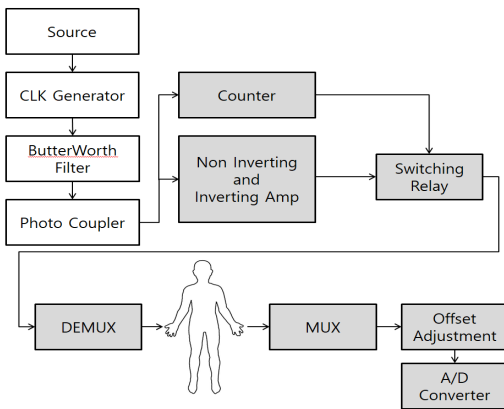 Source
CLK Generator
ButterWorth
Filter
Photo Coupler
Counter
Non Inverting
and
Inverting Amp
Switching
Relay
DEMUX
MUX
Offset
Adjustment
A/D
Converter